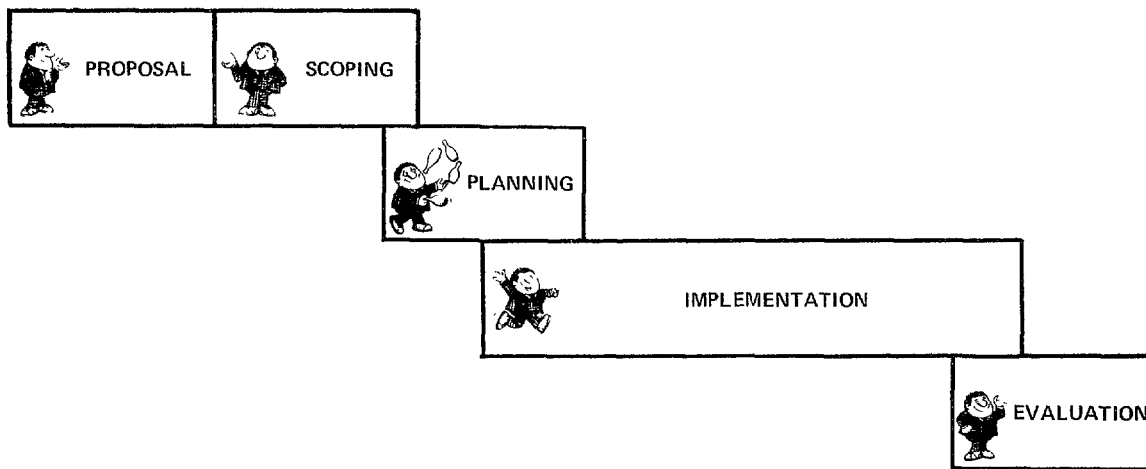 PROPOSAL
SCOPING
PLANNING
IMPLEMENTATION
EVALUATION